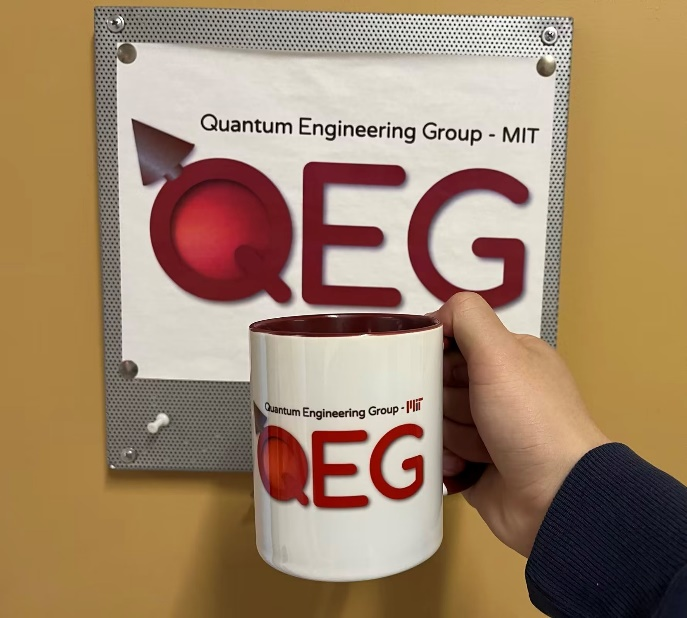 Quantum Engineering Group - MIT
QEG
Quantum Engineering Group - MIT
QEG